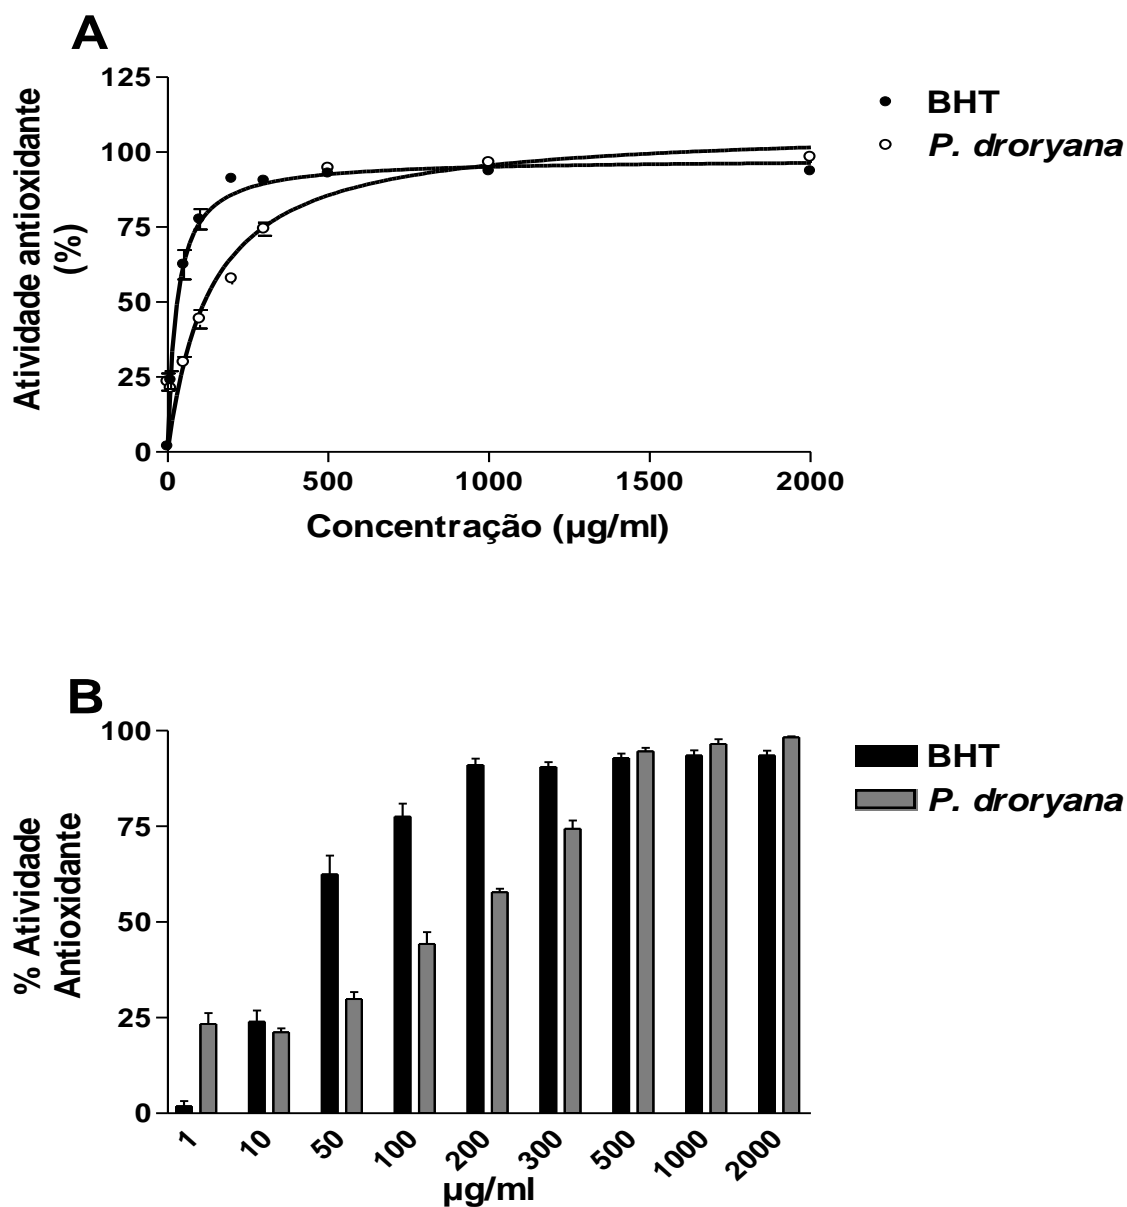 A
125
100
75
50
25
0
Atividade antioxidante
(%)
0 500 1000 1500 2000
Concentração (µg/ml)
BHT
P. droryana
B
100
75
50
25
0
% Atividade
Antioxidante
1 10 50 100 200 300 500 1000 2000
µg/ml
BHT
P. droryana